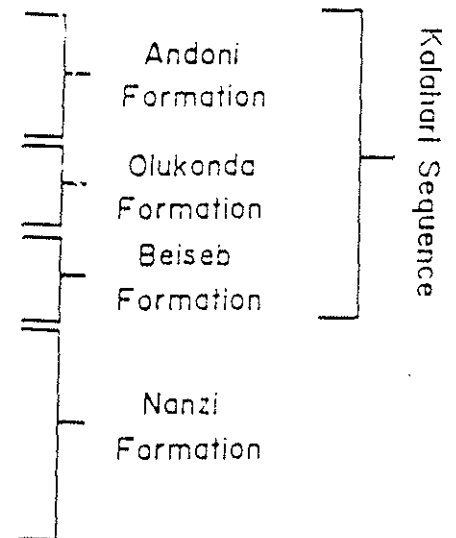 Andoni
Formation
Olukonda
Formation
Beiseb
Formation
Nanzi
Formation
Kalahari Sequence